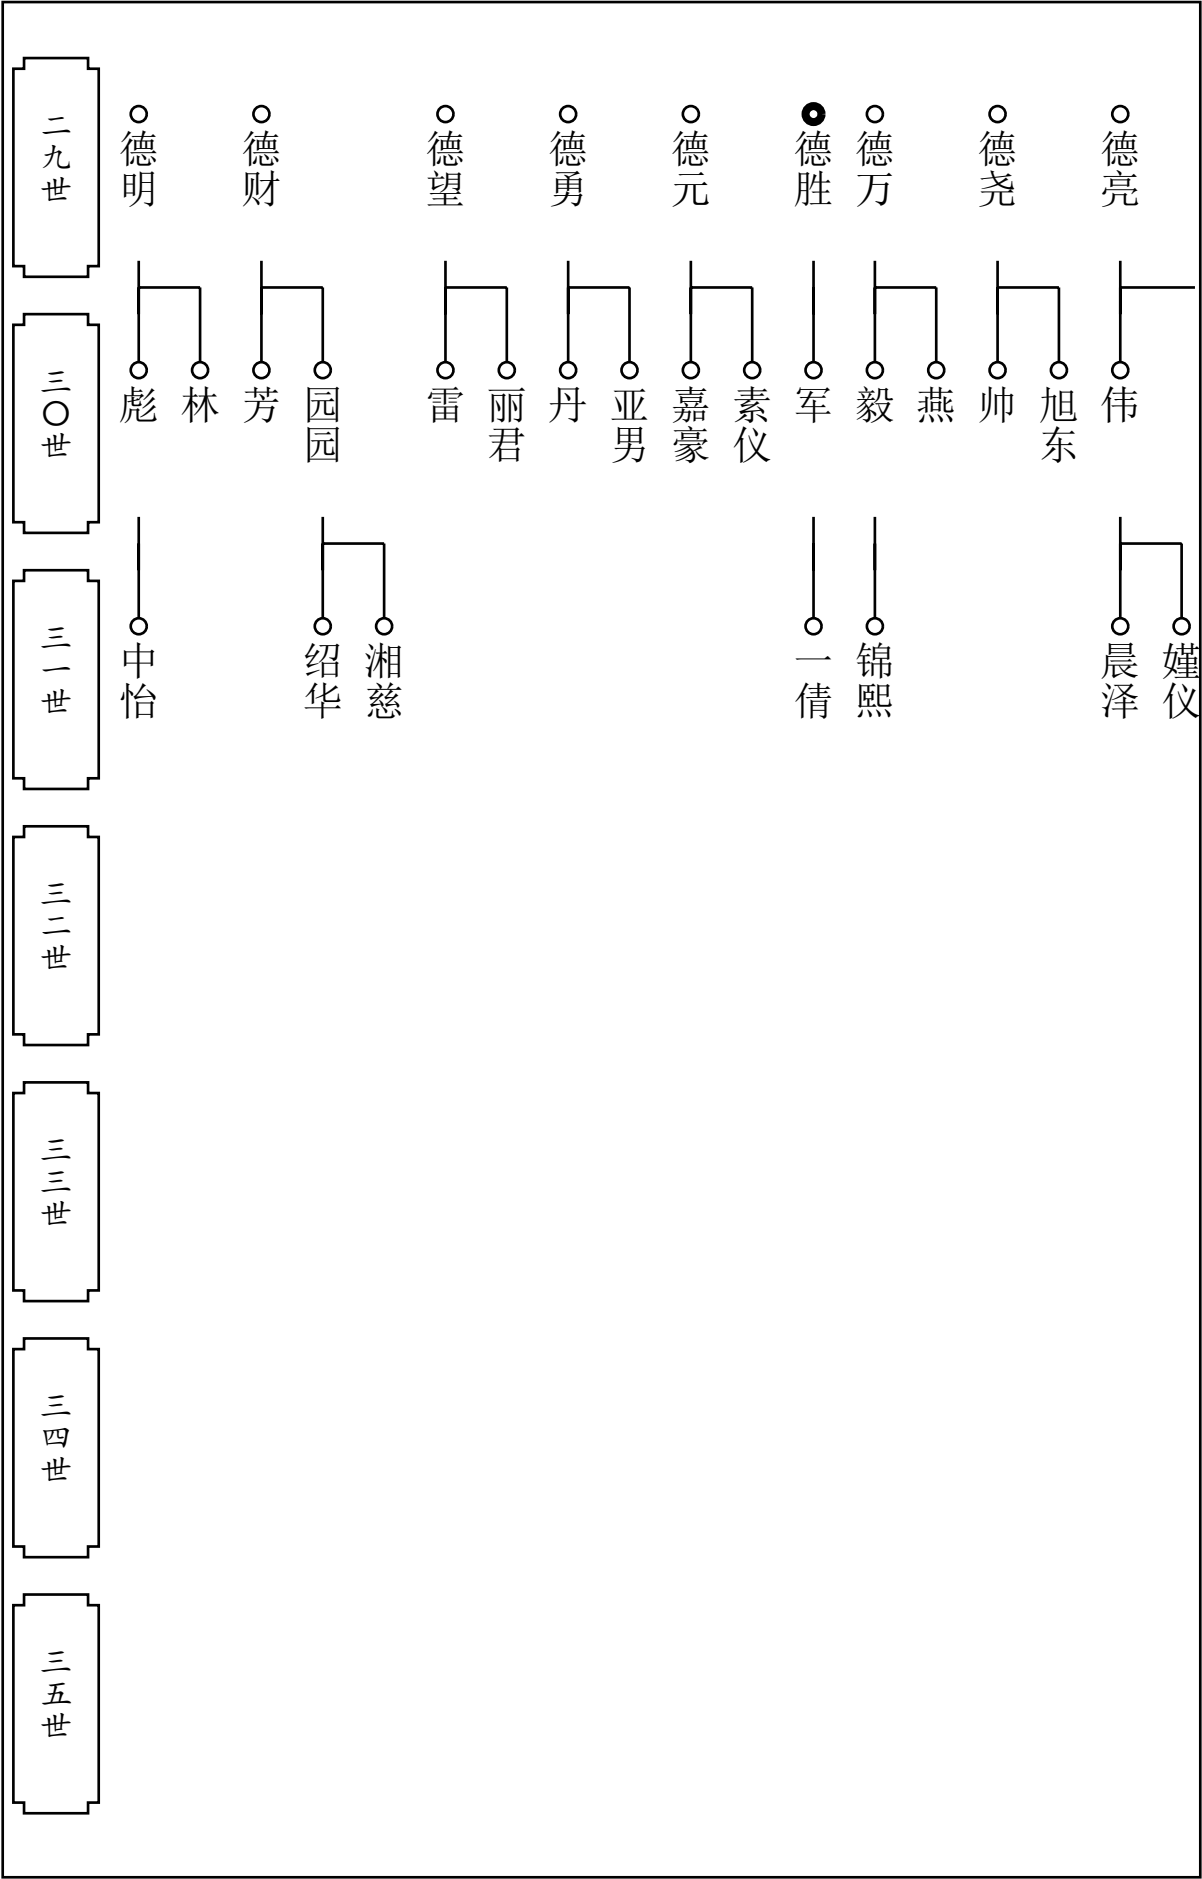 二九世
德明
德财
德望
德勇
德元
德胜
德万
德尧
德亮
三〇世
彪
林
芳
园园
雷
丽君
丹
亚男
嘉豪
素仪
军
毅
燕
帅
旭东
伟
三一世
中怡
绍华
湘慈
一倩
锦熙
晨泽
嫤仪
三二世
三三世
三四世
三五世